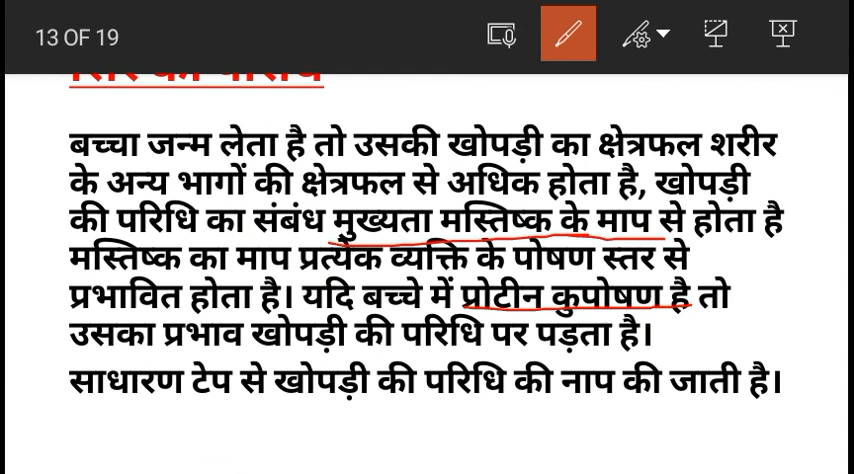 13 OF 19
बच्चा जन्म लेता है तो उसकी खोपड़ी का क्षेत्रफल शरीर
के अन्य भागों की क्षेत्रफल से अधिक होता है, खोपड़ी
की परिधि का संबंध मुख्यता मस्तिष्क के माप से होता है
मस्तिष्क का माप प्रत्येक व्यक्ति के पोषण स्तर से
प्रभावित होता है। यदि बच्चे में प्रोटीन कुपोषण है तो
उसका प्रभाव खोपड़ी की परिधि पर पड़ता है।
साधारण टेप से खोपड़ी की परिधि की नाप की जाती है।